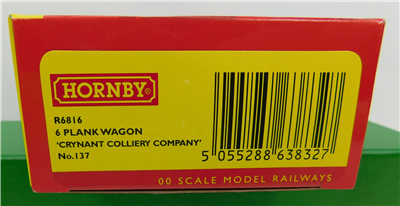 HORNBY®
R6816
6 PLANK WAGON
'CRYNANT COLLIERY COMPANY'
No.137
5 055288 638327
00 SCALE MODEL RAILWAYS